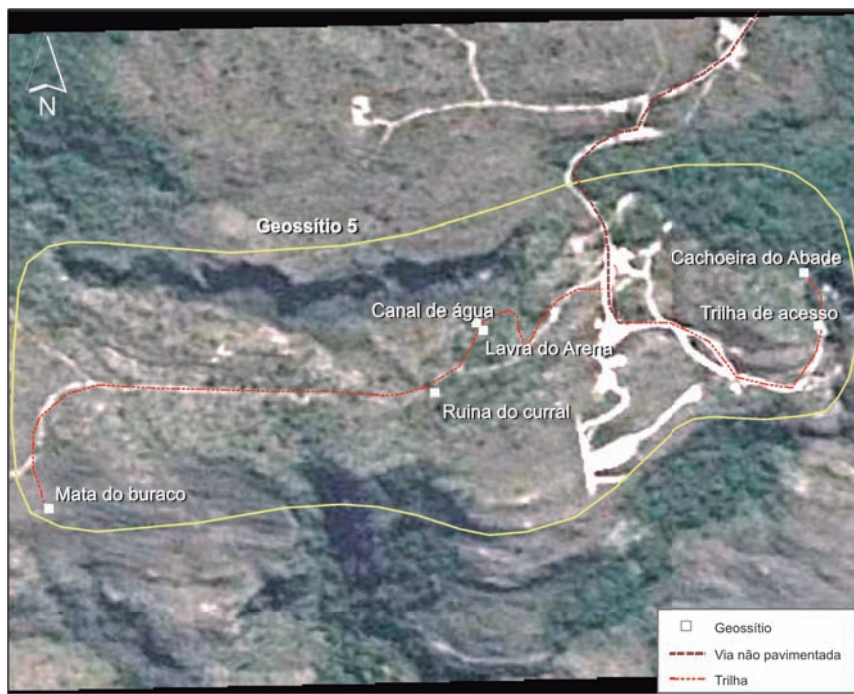 N
Geossítio 5
Cachoeira do Abade
Canal de água
Trilha de acesso
Lavra do Arena
Ruina do curral
Mata do buraco
Geossítio
Via não pavimentada
Trilha